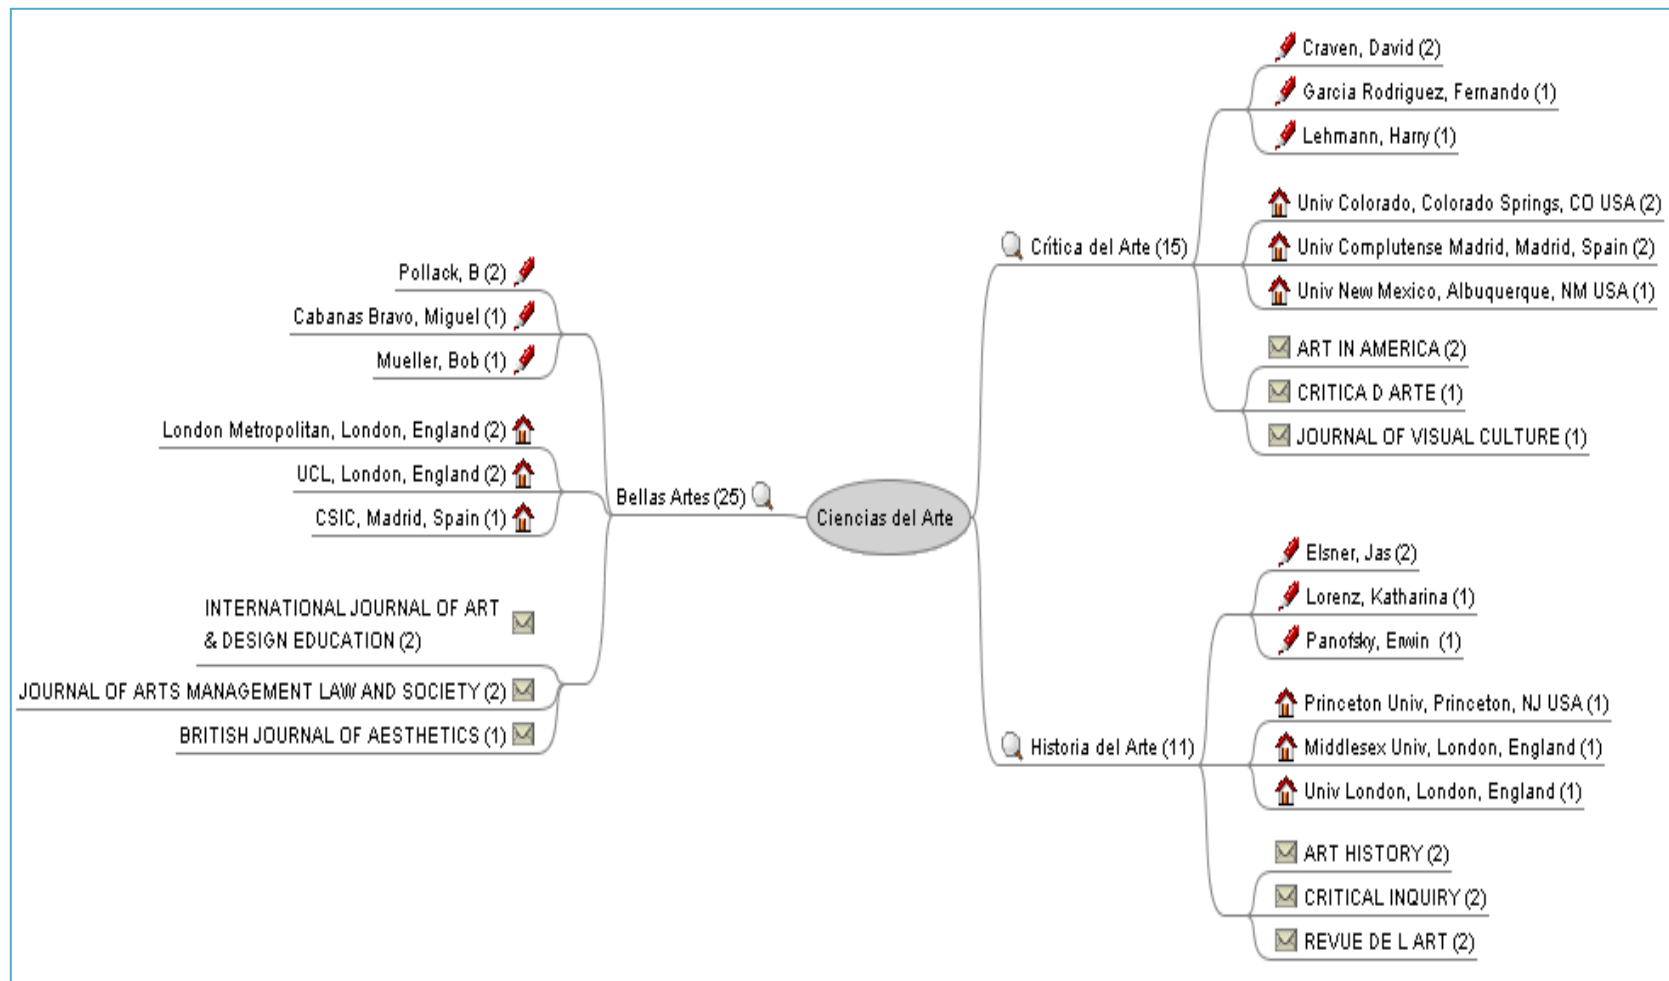 Craven, David (2)
Garcia Rodriguez, Fernando (1)
Lehmann, Harry (1)
Univ Colorado, Colorado Springs, CO USA (2)
Crítica del Arte (15)
Univ Complutense Madrid, Madrid, Spain (2)
Univ New Mexico, Albuquerque, NM USA (1)
ART IN AMERICA (2)
CRITICA D ARTE (1)
JOURNAL OF VISUAL CULTURE (1)
Pollack, B (2)
Cabanas Bravo, Miguel (1)
Mueller, Bob (1)
London Metropolitan, London, England (2)
UCL, London, England (2)
CSIC, Madrid, Spain (1)
Bellas Artes (25)
Ciencias del Arte
INTERNATIONAL JOURNAL OF ART
& DESIGN EDUCATION (2)
JOURNAL OF ARTS MANAGEMENT LAW AND SOCIETY (2)
BRITISH JOURNAL OF AESTHETICS (1)
Elsner, Jas (2)
Lorenz, Katharina (1)
Panofsky, Erwin (1)
Princeton Univ, Princeton, NJ USA (1)
Historia del Arte (11)
Middlesex Univ, London, England (1)
Univ London, London, England (1)
ART HISTORY (2)
CRITICAL INQUIRY (2)
REVUE DE L ART (2)